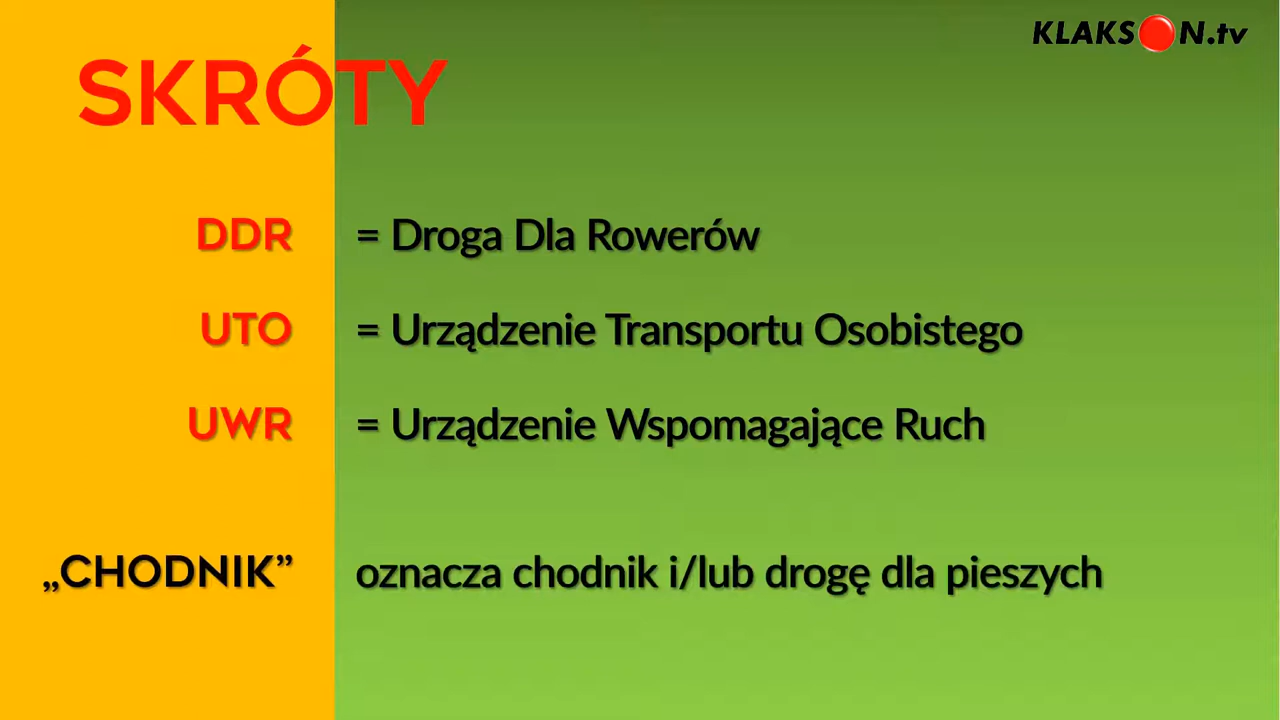 KLAKSON.tv
SKRÓTY
DDR = Droga Dla Rowerów
UTO = Urządzenie Transportu Osobistego
UWR = Urządzenie Wspomagające Ruch
„CHODNIK” oznacza chodnik i/lub drogę dla pieszych